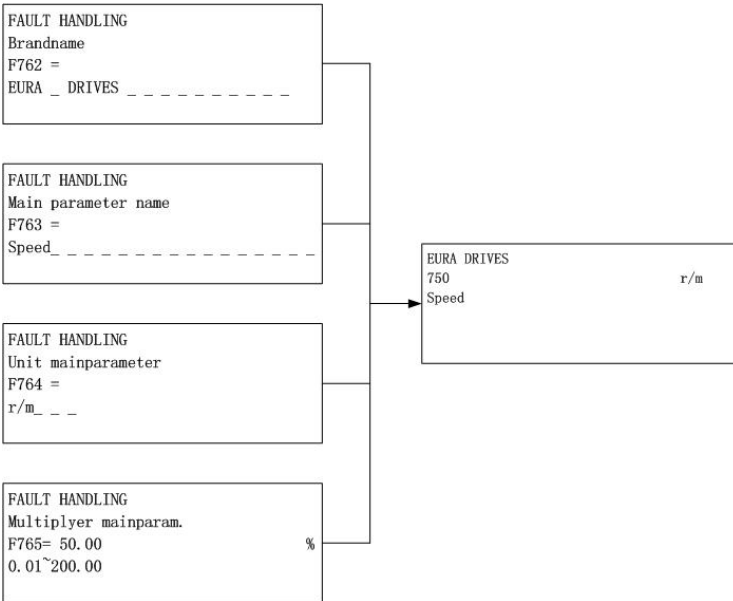 FAULT HANDLING
Brandname
F762 =
EURA _ DRIVES _ _ _ _ _ _ _ _ _ _
FAULT HANDLING
Main parameter name
F763 =
Speed_ _ _ _ _ _ _ _ _ _ _ _ _ _ _ _
FAULT HANDLING
Unit mainparameter
F764 =
r/m_ _ _
FAULT HANDLING
Multiplyer mainparam.
F765= 50.00 %
0.01~200.00
EURA DRIVES
750 r/m
Speed